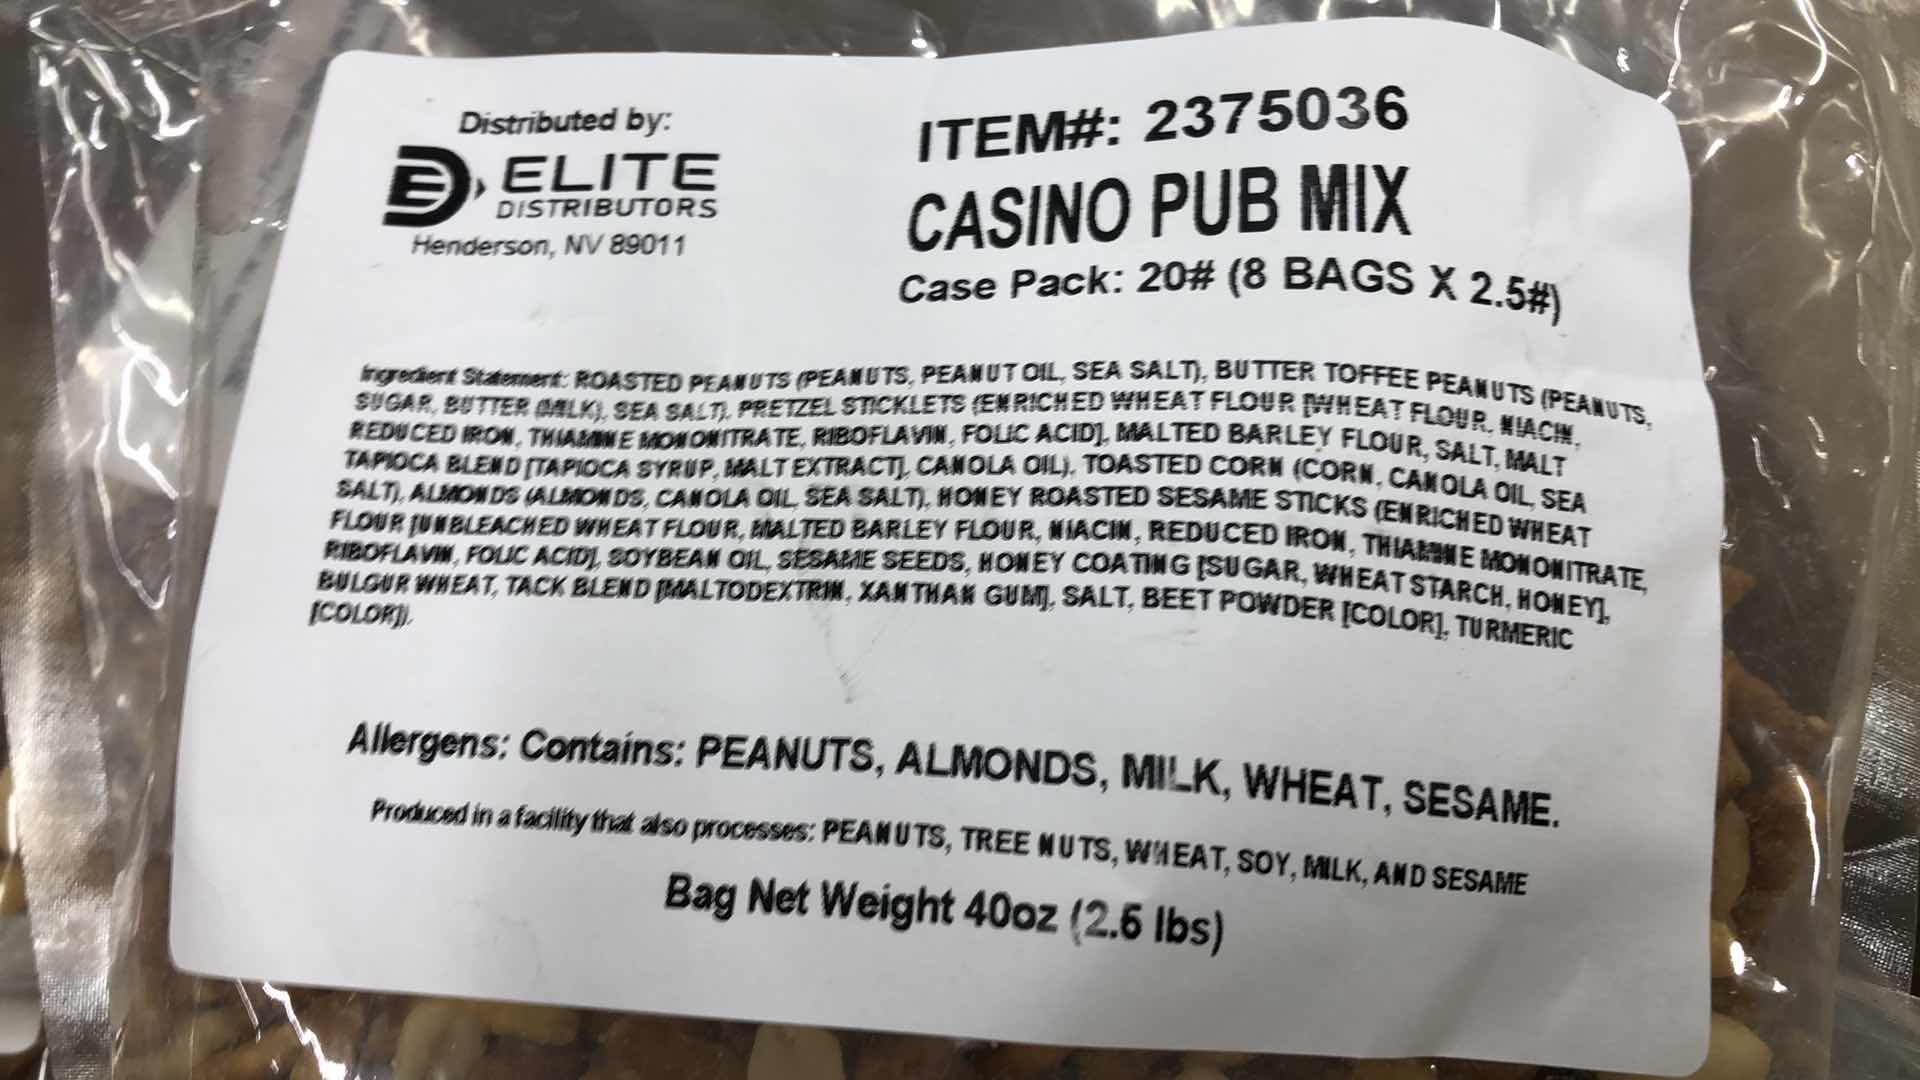 Distributed by:
ELITE
DISTRIBUTORS
Henderson, NV 89011
ITEM#: 2375036
CASINO PUB MIX
Case Pack: 20# (8 BAGS X 2.5#)
Ingredient Statement: ROASTED PEANUTS (PEANUTS, PEANUT OIL, SEA SALT), BUTTER TOFFEE PEANUTS (PEANUTS,
SUGAR, BUTTER (MILK), SEA SALT), PRETZEL STICKLETS (ENRICHED WHEAT FLOUR [WHEAT FLOUR, NIACIN,
REDUCED IRON, THIAMINE MONONITRATE, RIBOFLAVIN, FOLIC ACID], MALTED BARLEY FLOUR, SALT, MALT
TAPIOCA BLEND [TAPIOCA SYRUP, MALT EXTRACT], CANOLA OIL), TOASTED CORN (CORN, CANOLA OIL, SEA
SALT), ALMONDS (ALMONDS, CANOLA OIL, SEA SALT), HONEY ROASTED SESAME STICKS (ENRICHED WHEAT
FLOUR [UNBLEACHED WHEAT FLOUR, MALTED BARLEY FLOUR, NIACIN, REDUCED IRON, THIAMINE MONONITRATE,
RIBOFLAVIN, FOLIC ACID], SOYBEAN OIL, SESAME SEEDS, HONEY COATING [SUGAR, WHEAT STARCH, HONEY],
BULGUR WHEAT, TACK BLEND [MALTODEXTRIN, XANTHAN GUM], SALT, BEET POWDER [COLOR], TURMERIC
[COLOR]).
Allergens: Contains: PEANUTS, ALMONDS, MILK, WHEAT, SESAME.
Produced in a facility that also processes: PEANUTS, TREE NUTS, WHEAT, SOY, MILK, AND SESAME
Bag Net Weight 40oz (2.5 lbs)